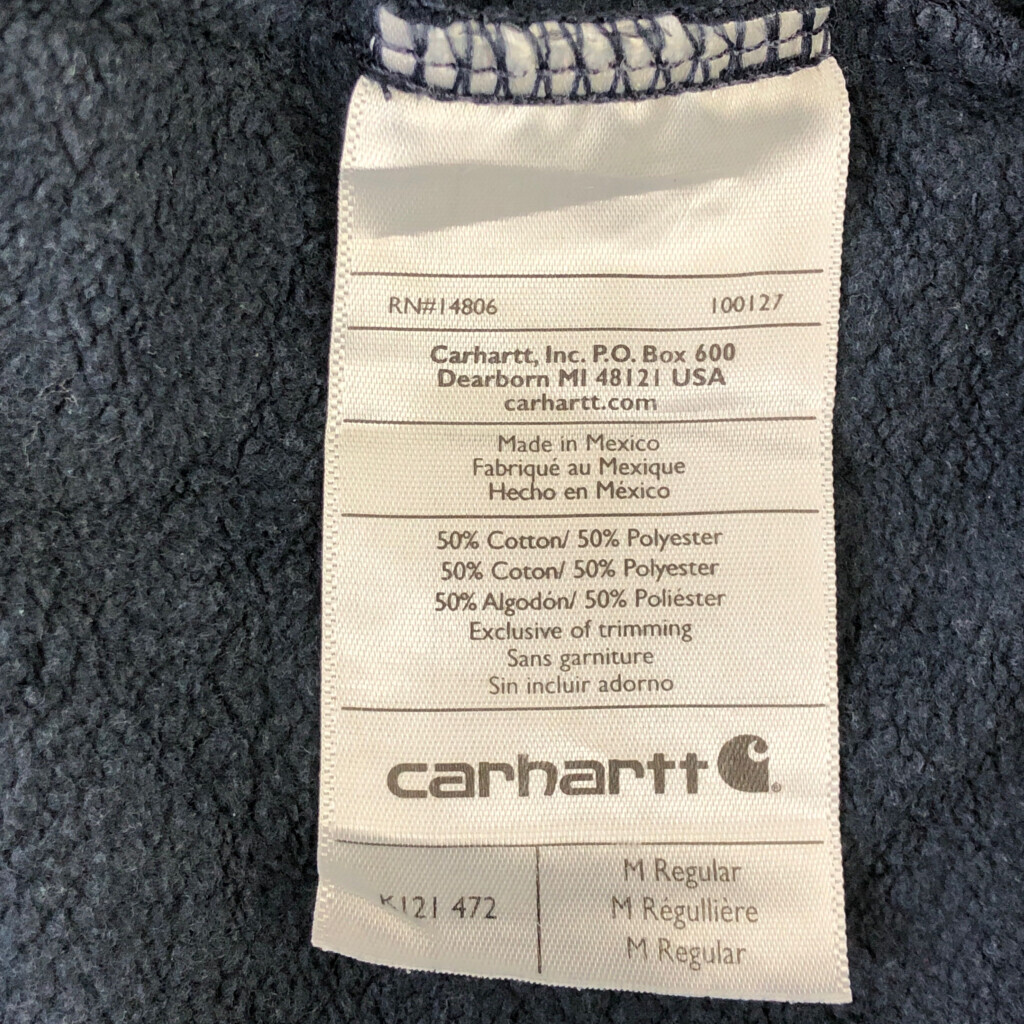 RN#14806 100127
Carhartt, Inc. P.O. Box 600
Dearborn MI 48121 USA
carhartt.com
Made in Mexico
Fabriqué au Mexique
Hecho en México
50% Cotton/ 50% Polyester
50% Coton/ 50% Polyester
50% Algodón/ 50% Poliéster
Exclusive of trimming
Sans garniture
Sin incluir adorno
carhartt®
K121 472
M Regular
M Régullière
M Regular